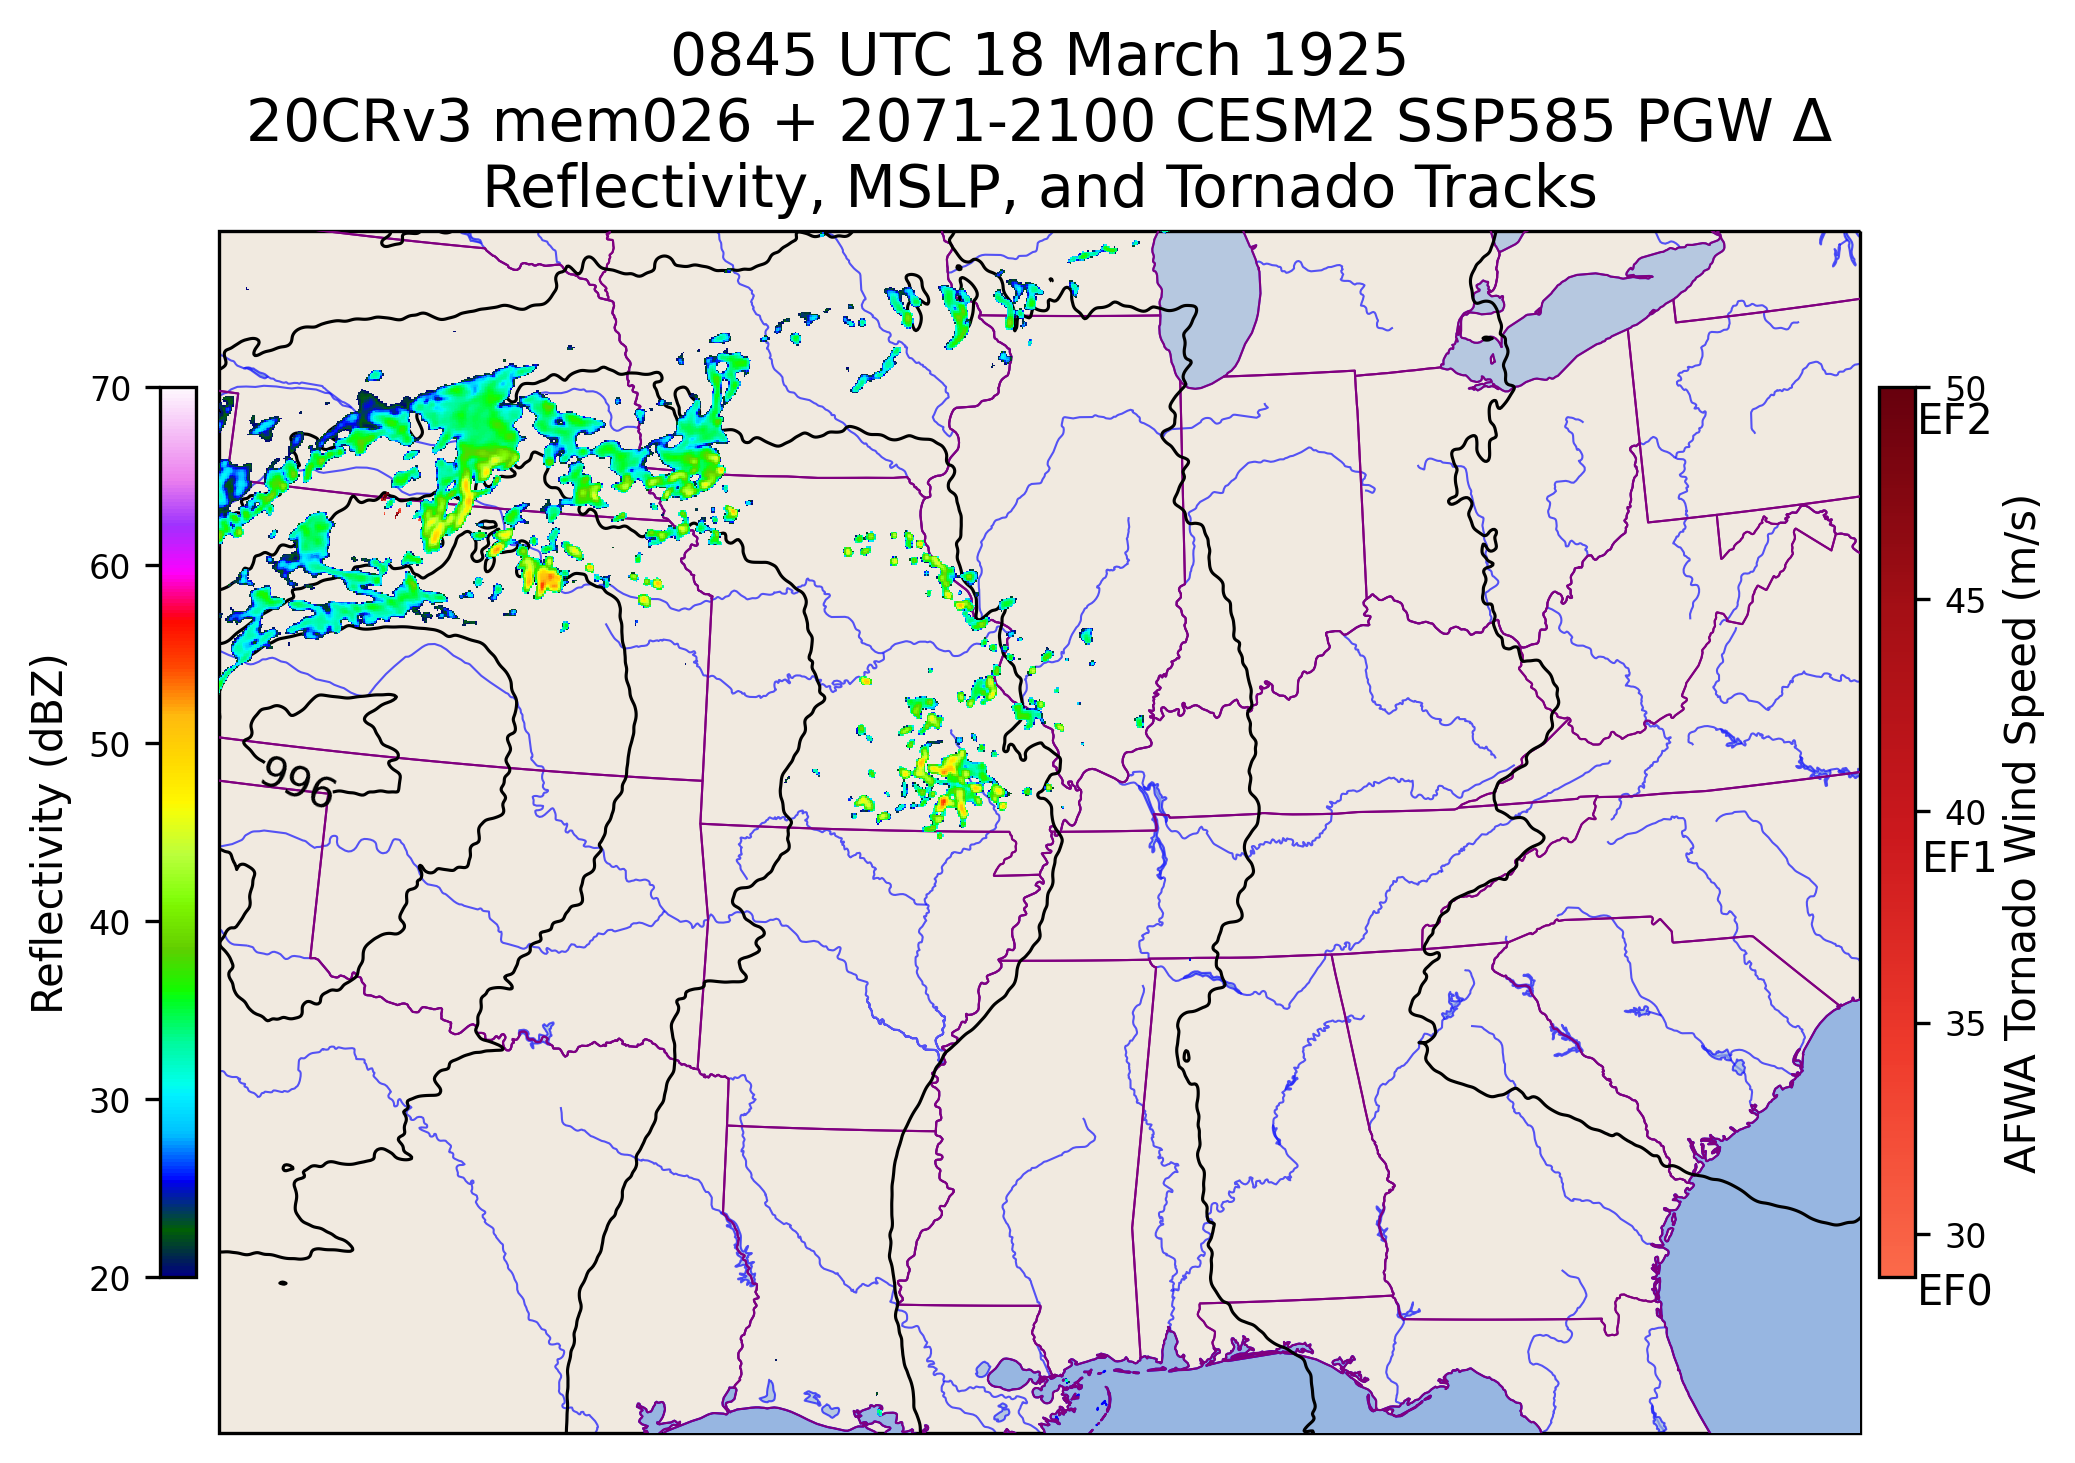 0845 UTC 18 March 1925
20CRv3 mem026 + 2071-2100 CESM2 SSP585 PGW Δ
Reflectivity, MSLP, and Tornado Tracks
70
60
50
40
30
20
Reflectivity (dBZ)
996
50
EF2
45
40
EF1
35
30
EF0
AFWA Tornado Wind Speed (m/s)